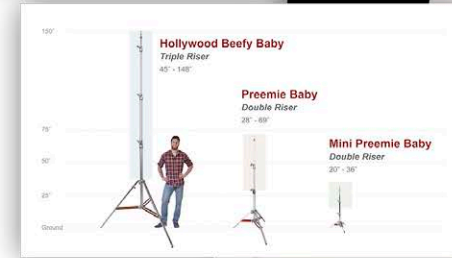 150"
Hollywood Beefy Baby
Triple Riser
45" - 148"
Preemie Baby
Double Riser
28" - 69"
75"
Mini Preemie Baby
Double Riser
20" - 36"
50"
25"
Ground